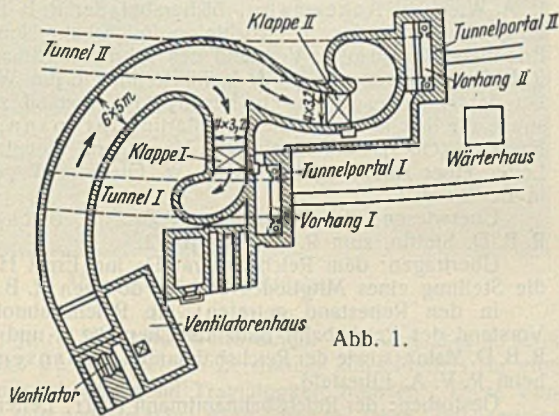 Klappe II
Tunnelportal II
Tunnel II
Vorhang II
4×3,2
6×5m.
4×3,2
Klappe I
Wärterhaus
Tunnelportal I
Tunnel I
Vorhang I
Ventilatorenhaus
Abb. 1.
Ventilator